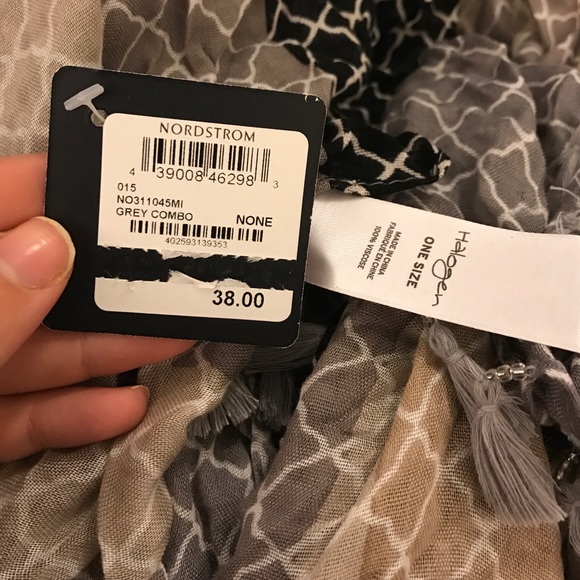 NORDSTROM
4 39008 46298 3
015
NO311045MI
GREY COMBO NONE
402593139353
38.00
Halogen
ONE SIZE
MADE IN CHINA
FABRIQUE EN CHINE
100% VISCOSE